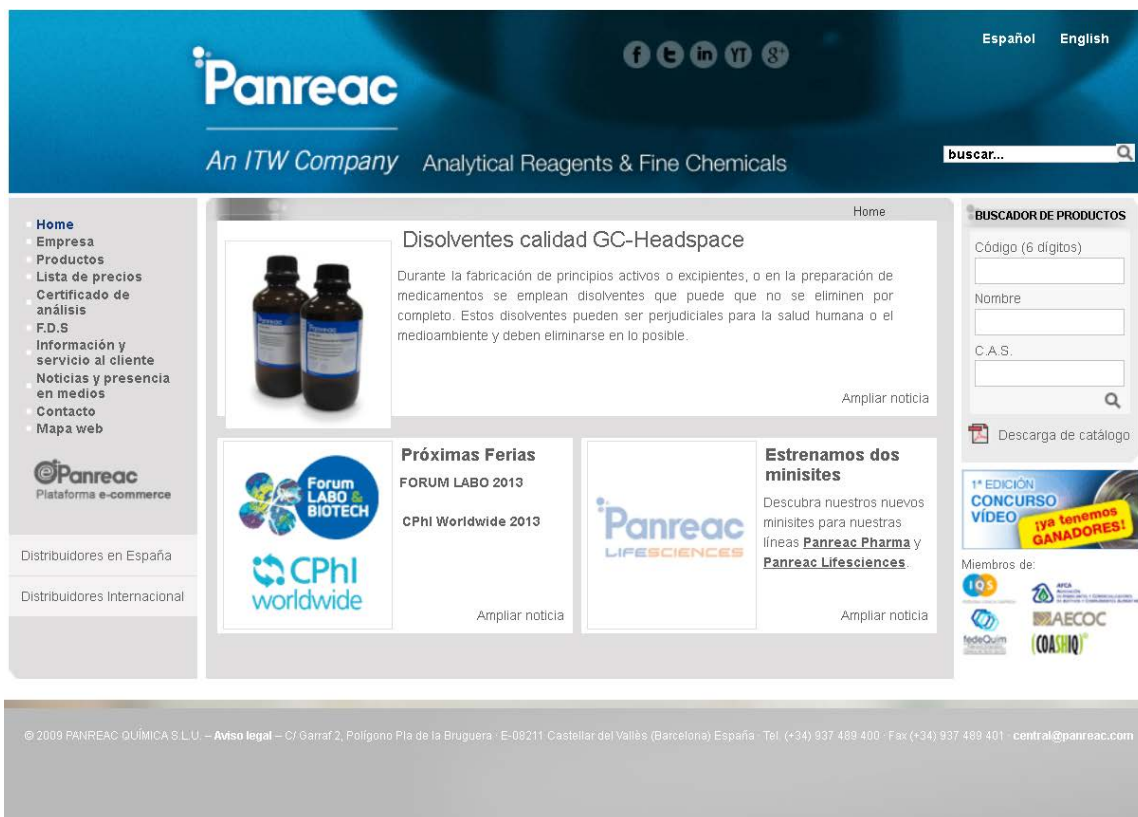 Español English
Panreac
An ITW Company Analytical Reagents & Fine Chemicals
buscar...
Home
Empresa
Productos
Lista de precios
Certificado de
análisis
F.D.S
Información y
servicio al cliente
Noticias y presencia
en medios
Contacto
Mapa web
ePanreac
Plataforma e-commerce
Distribuidores en España
Distribuidores Internacional
Home
Disolventes calidad GC-Headspace
Durante la fabricación de principios activos o excipientes, o en la preparación de
medicamentos se emplean disolventes que puede que no se eliminen por
completo. Estos disolventes pueden ser perjudiciales para la salud humana o el
medioambiente y deben eliminarse en lo posible.
Ampliar noticia
Panreac
Panreac
Forum
LABO &
BIOTECH
CPhI
worldwide
Próximas Ferias
FORUM LABO 2013
CPhI Worldwide 2013
Ampliar noticia
Panreac
LIFESCIENCES
Estrenamos dos
minisites
Descubra nuestros nuevos
minisites para nuestras
líneas Panreac Pharma y
Panreac Lifesciences.
Ampliar noticia
BUSCADOR DE PRODUCTOS
Código (6 dígitos)
Nombre
C.A.S.
Descarga de catálogo
1ª EDICIÓN
CONCURSO
VÍDEO
¡ya tenemos
GANADORES!
Miembros de:
IQS
AFCA
fedeQuim
AECOC
(COASHIQ)
© 2009 PANREAC QUÍMICA S.L.U. – Aviso legal – C/ Garraf 2, Polígono Pla de la Bruguera · E-08211 Castellar del Vallès (Barcelona) España · Tel. (+34) 937 489 400 · Fax (+34) 937 489 401 · central@panreac.com